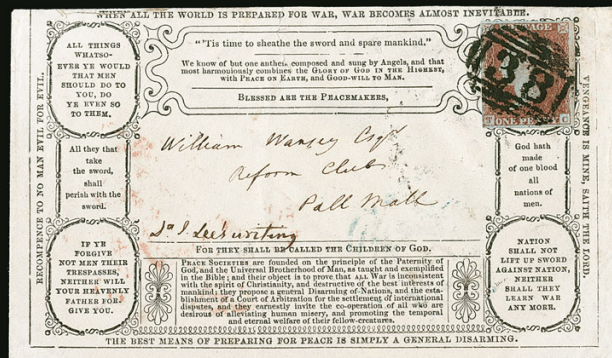 WHEN ALL THE WORLD IS PREPARED FOR WAR, WAR BECOMES ALMOST INEVITABLE.
RECOMPENCE TO NO MAN EVIL FOR EVIL.
ALL THINGS
WHATSO-
EVER YE WOULD
THAT MEN
SHOULD DO TO
YOU, DO
YE EVEN SO
TO THEM.
"'Tis time to sheathe the sword and spare mankind."
We know of but one anthem composed and sung by Angels, and that
most harmoniously combines the GLORY OF GOD IN THE HIGHEST,
with PEACE ON EARTH, and GOOD-WILL TO MAN.
BLESSED ARE THE PEACEMAKERS,
POSTAGE
38
ONE PENNY
VENGEANCE IS MINE, SAITH THE LORD.
All they that
take
the sword,
shall
perish with the
sword.
William Wansey Esqr
Reform Club
Pall Mall
God hath
made
of one blood
all
nations of
men.
Lee's writing
FOR THEY SHALL BE CALLED THE CHILDREN OF GOD.
IF YE
FORGIVE
NOT MEN THEIR
TRESPASSES,
NEITHER WILL
YOUR HEAVENLY
FATHER FOR-
GIVE YOU.
PEACE SOCIETIES are founded on the principle of the Paternity of
God, and the Universal Brotherhood of Man, as taught and exemplified
in the Bible; and their object is to prove that ALL War is inconsistent
with the spirit of Christianity, and destructive of the best interests of
mankind; they propose a general Disarming of Nations, and the estab-
lishment of a Court of Arbitration for the settlement of international
disputes, and they earnestly invite the co-operation of all who are
desirous of alleviating human misery, and promoting the temporal
and eternal welfare of their fellow-creatures.
NATION
SHALL NOT
LIFT UP SWORD
AGAINST NATION,
NEITHER
SHALL THEY
LEARN WAR
ANY MORE.
THE BEST MEANS OF PREPARING FOR PEACE IS SIMPLY A GENERAL DISARMING.